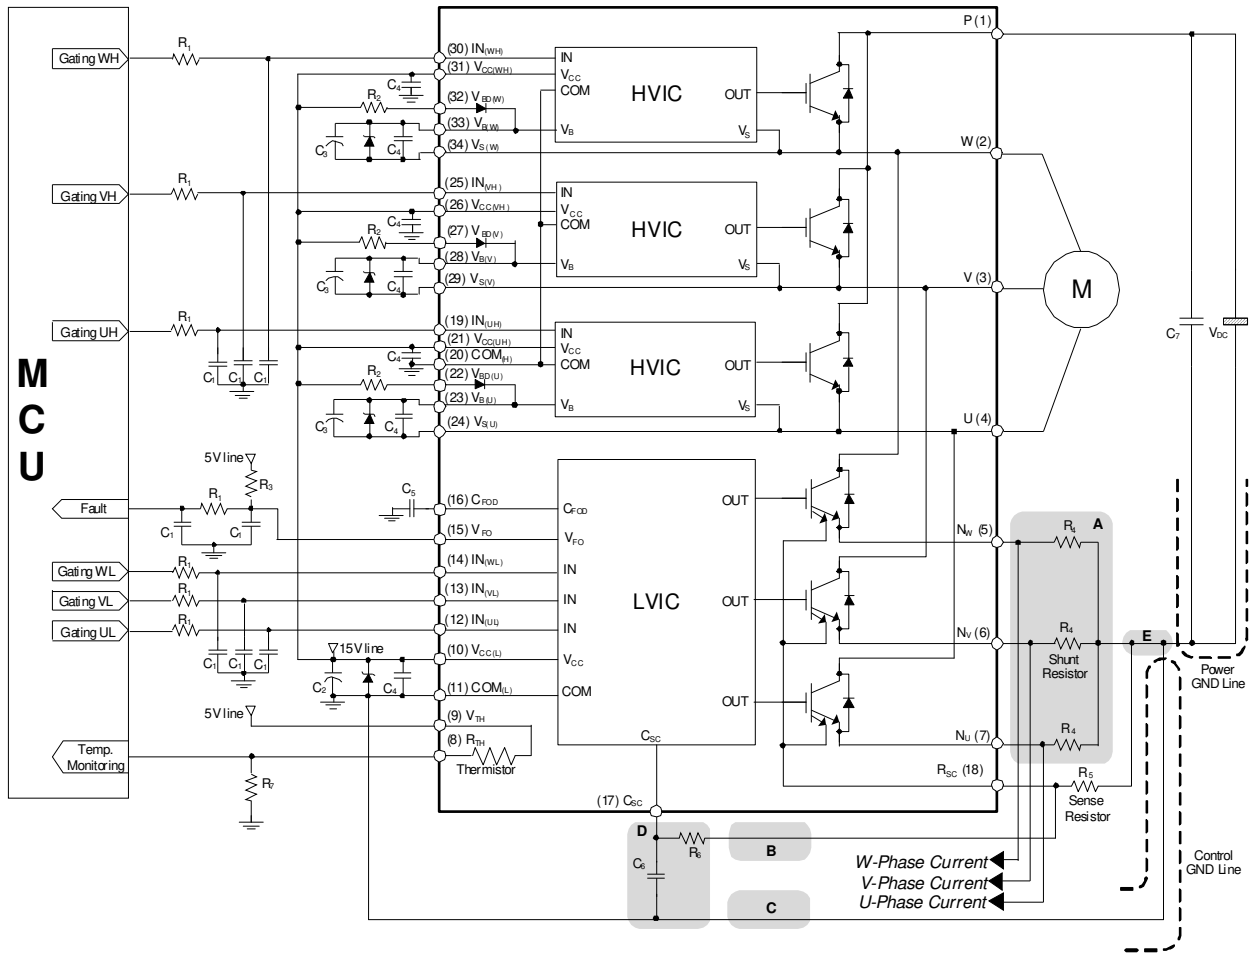 MCU
Gating WH
Gating VH
Gating UH
Fault
Gating WL
Gating VL
Gating UL
Temp.
Monitoring
R1
R1
R1
C1 C1 C1
5V line
R3
R1
C1 C1
R1
R1
R1
C1 C1 C1
5V line
R7
C4
R2
C3 C4
C4
R2
C3 C4
C4
R2
C3 C4
C5
15V line
C2 C4
(30) IN(WH)
(31) VCC(WH)
(32) VBD(W)
(33) VB(W)
(34) VS(W)
(25) IN(VH)
(26) VCC(VH)
(27) VBD(V)
(28) VB(V)
(29) VS(V)
(19) IN(UH)
(21) VCC(UH)
(20) COM(H)
(22) VBD(U)
(23) VB(U)
(24) VS(U)
(16) CFOD
(15) VFO
(14) IN(WL)
(13) IN(VL)
(12) IN(UL)
(10) VCC(L)
(11) COM(L)
(9) VTH
(8) RTH
Thermistor
(17) CSC
IN
VCC
COM
VB
HVIC
OUT
VS
IN
VCC
COM
VB
HVIC
OUT
VS
IN
VCC
COM
VB
HVIC
OUT
VS
CFOD
VFO
IN
IN
IN
VCC
COM
LVIC
OUT
OUT
OUT
CSC
P (1)
W (2)
V (3)
U (4)
NW (5)
NV (6)
NU (7)
RSC (18)
M
C7
VDC
A
R4
R4
Shunt
Resistor
R4
E
R5
Sense
Resistor
Power
GND Line
Control
GND Line
D
R6
C6
B
C
W-Phase Current
V-Phase Current
U-Phase Current